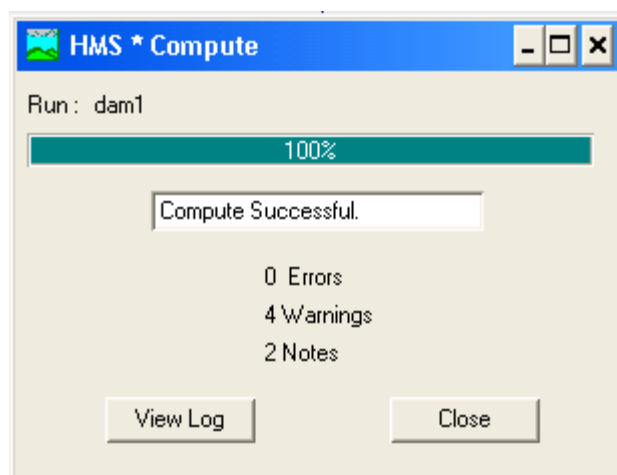 HMS * Compute
Run : dam1
100%
Compute Successful.
0 Errors
4 Warnings
2 Notes
View Log Close